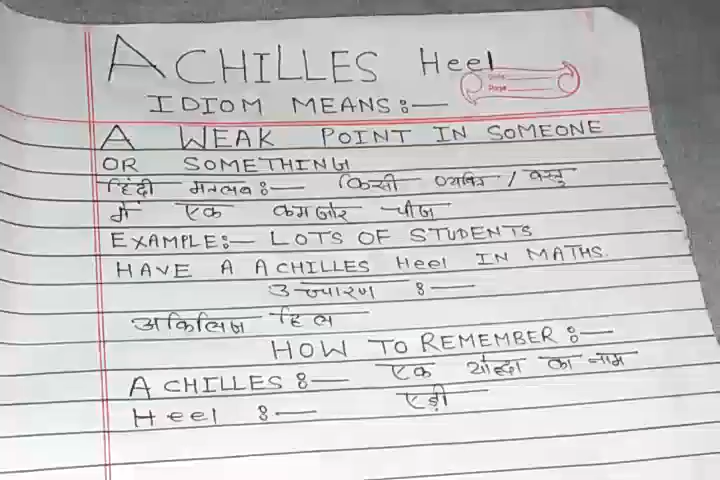 ACHILLES Heel
IDIOM MEANS:—
A WEAK POINT IN SOMEONE
OR SOMETHING
हिंदी मतलब:— किसी व्यक्ति / वस्तु
में एक कमजोर चीज
EXAMPLE:— LOTS OF STUDENTS
HAVE A ACHILLES Heel IN MATHS.
उच्चारण :—
अकिलिज हिल
HOW TO REMEMBER :—
ACHILLES :— एक योद्धा का नाम
Heel :— एड़ी